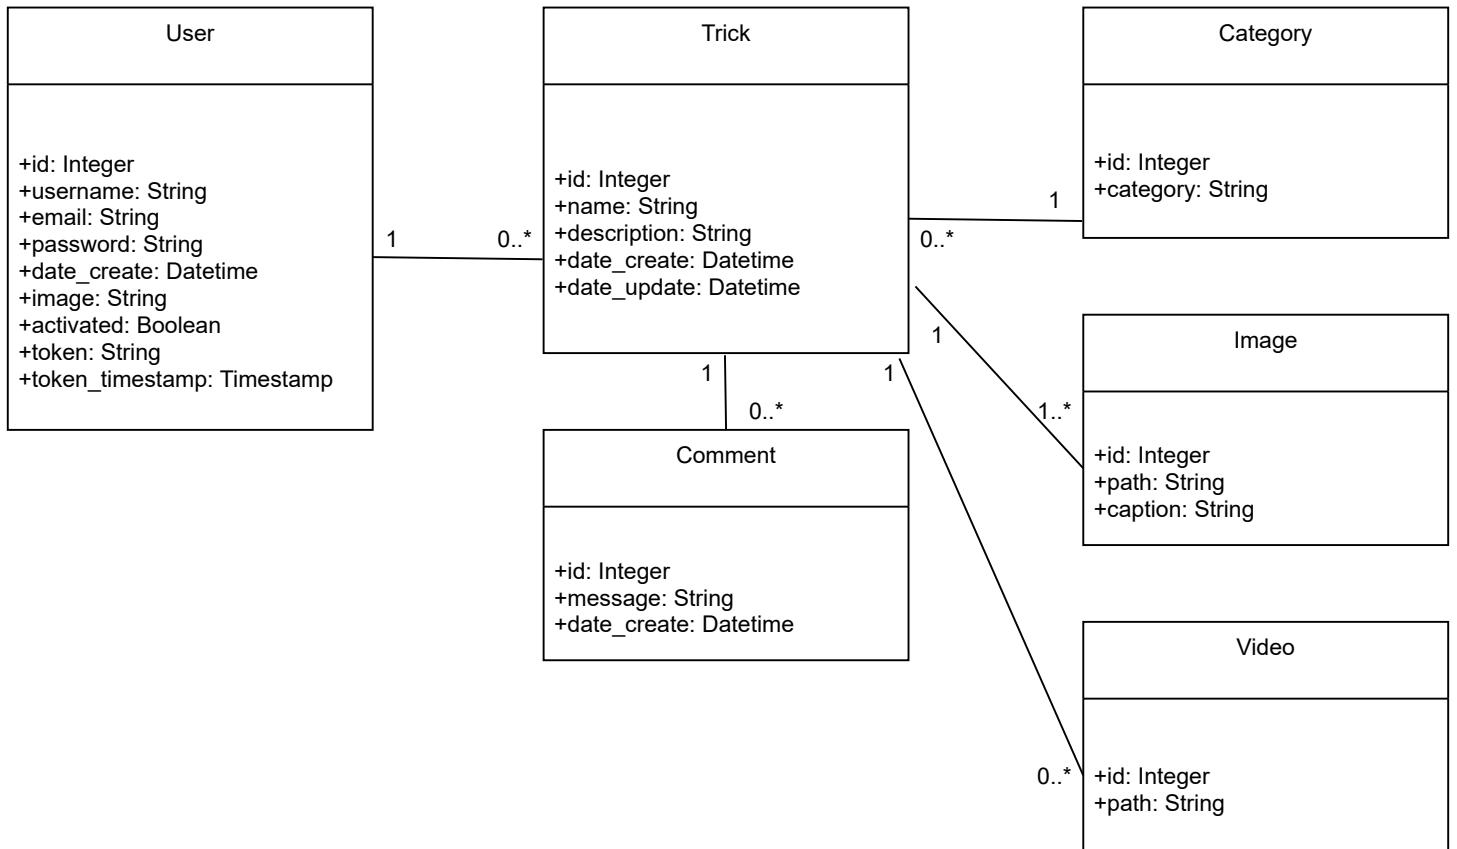 User
+id: Integer
+username: String
+email: String
+password: String
+date_create: Datetime
+image: String
+activated: Boolean
+token: String
+token_timestamp: Timestamp
1
0..*
Trick
+id: Integer
+name: String
+description: String
+date_create: Datetime
+date_update: Datetime
1
0..*
Category
+id: Integer
+category: String
1
1..*
Image
+id: Integer
+path: String
+caption: String
1
0..*
Comment
+id: Integer
+message: String
+date_create: Datetime
1
0..*
Video
+id: Integer
+path: String